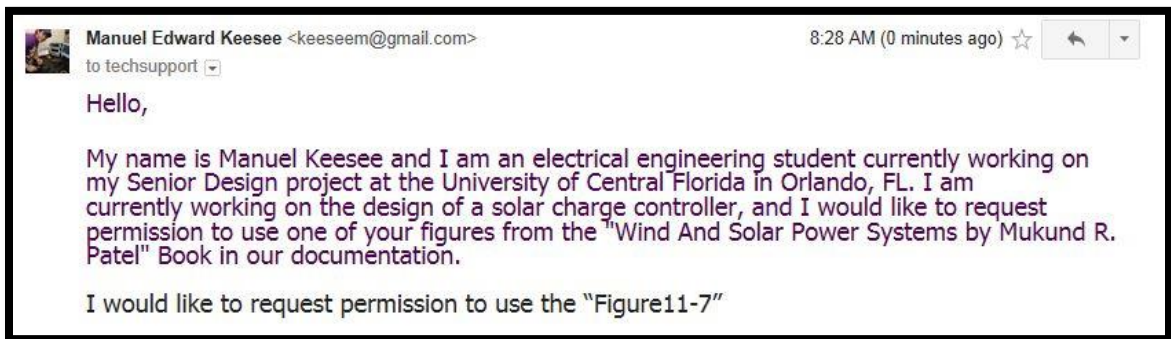 Manuel Edward Keesee <keeseem@gmail.com> 8:28 AM (0 minutes ago)
to techsupport
Hello,
My name is Manuel Keesee and I am an electrical engineering student currently working on
my Senior Design project at the University of Central Florida in Orlando, FL. I am
currently working on the design of a solar charge controller, and I would like to request
permission to use one of your figures from the "Wind And Solar Power Systems by Mukund R.
Patel" Book in our documentation.
I would like to request permission to use the “Figure11-7”